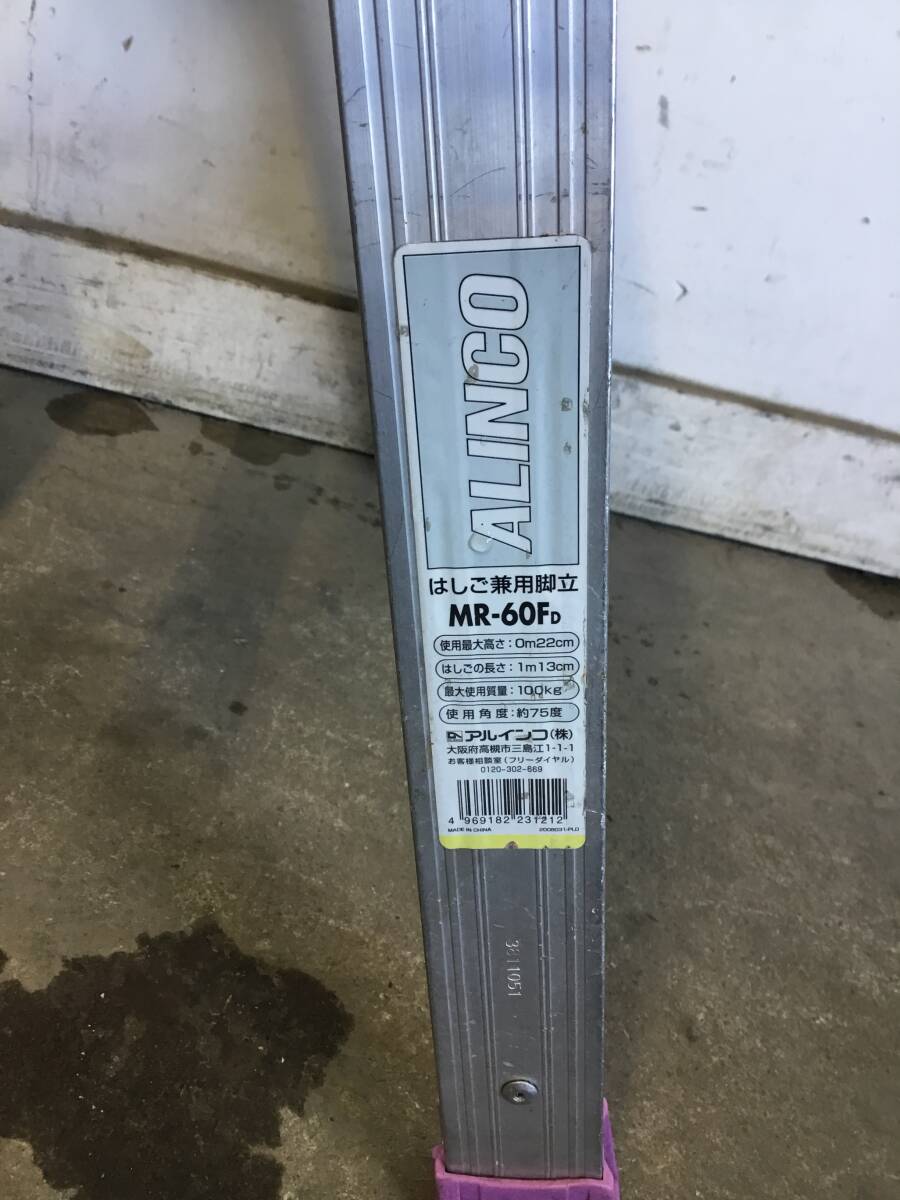 ALINCO
はしご兼用脚立
MR-60FD
使用最大高さ：0m22cm
はしごの長さ：1m13cm
最大使用質量：100kg
使用角度：約75度
アルインコ(株)
大阪府高槻市三島江1-1-1
お客様相談室(フリーダイヤル)
0120-302-669
4 969182 231212
MADE IN CHINA 2008031-PLD
3811051